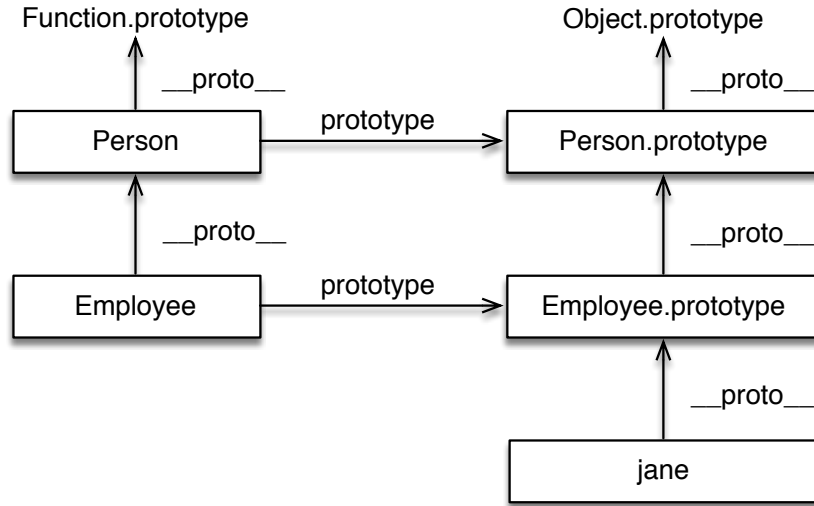 Function.prototype
Object.prototype
__proto__
__proto__
Person
prototype
Person.prototype
__proto__
__proto__
Employee
prototype
Employee.prototype
__proto__
jane